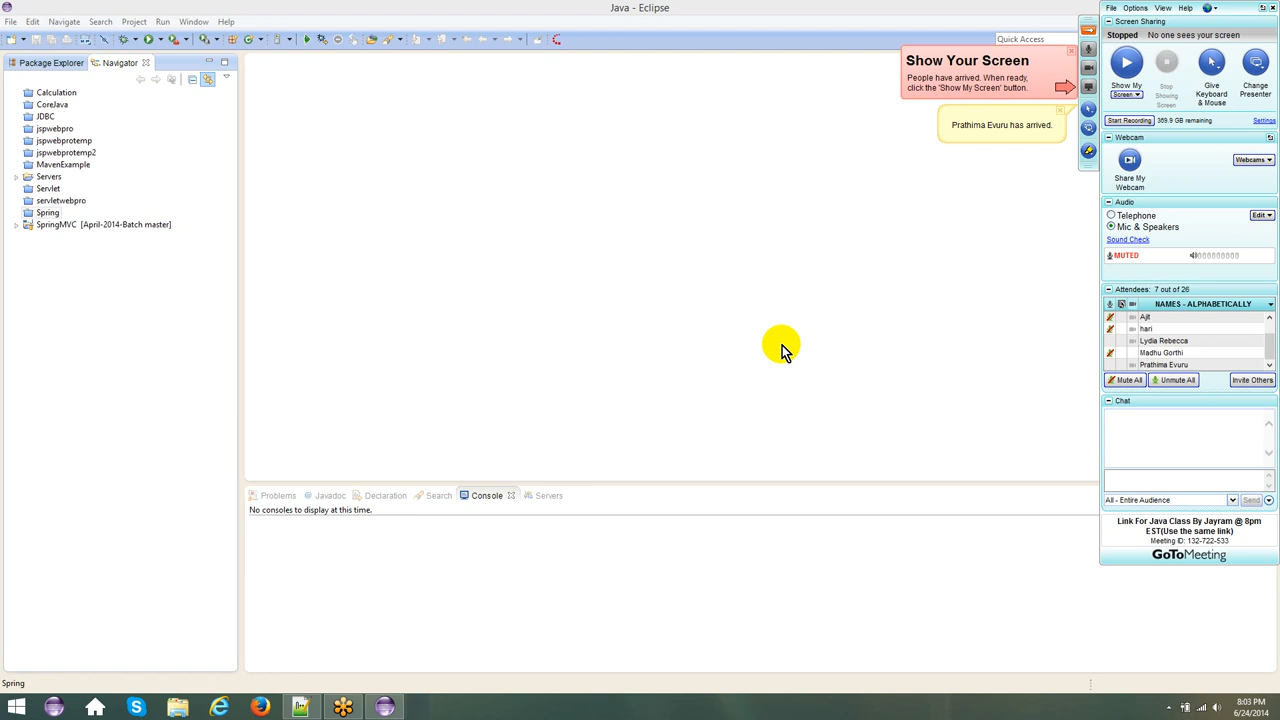 Java - Eclipse
File Edit Navigate Search Project Run Window Help
Quick Access
Package Explorer
Navigator
Calculation
CoreJava
JDBC
jspwebpro
jspwebprotemp
jspwebprotemp2
MavenExample
Servers
Servlet
servletwebpro
Spring
SpringMVC [April-2014-Batch master]
Show Your Screen
People have arrived. When ready,
click the 'Show My Screen' button.
Prathima Evuru has arrived.
Problems Javadoc Declaration Search Console Servers
No consoles to display at this time.
Spring
File Options View Help
Screen Sharing
Stopped No one sees your screen
Show My
Screen
Stop
Showing
Screen
Give
Keyboard
& Mouse
Change
Presenter
Start Recording 369.9 GB remaining Settings
Webcam
Share My
Webcam
Webcams
Audio
Telephone
Edit
Mic & Speakers
Sound Check
MUTED
Attendees: 7 out of 26
NAMES - ALPHABETICALLY
Ajit
hari
Lydia Rebecca
Madhu Gorthi
Prathima Evuru
Mute All Unmute All Invite Others
Chat
All - Entire Audience
Send
Link For Java Class By Jayram @ 8pm
EST(Use the same link)
Meeting ID: 132-722-533
GoToMeeting
8:03 PM
6/24/2014